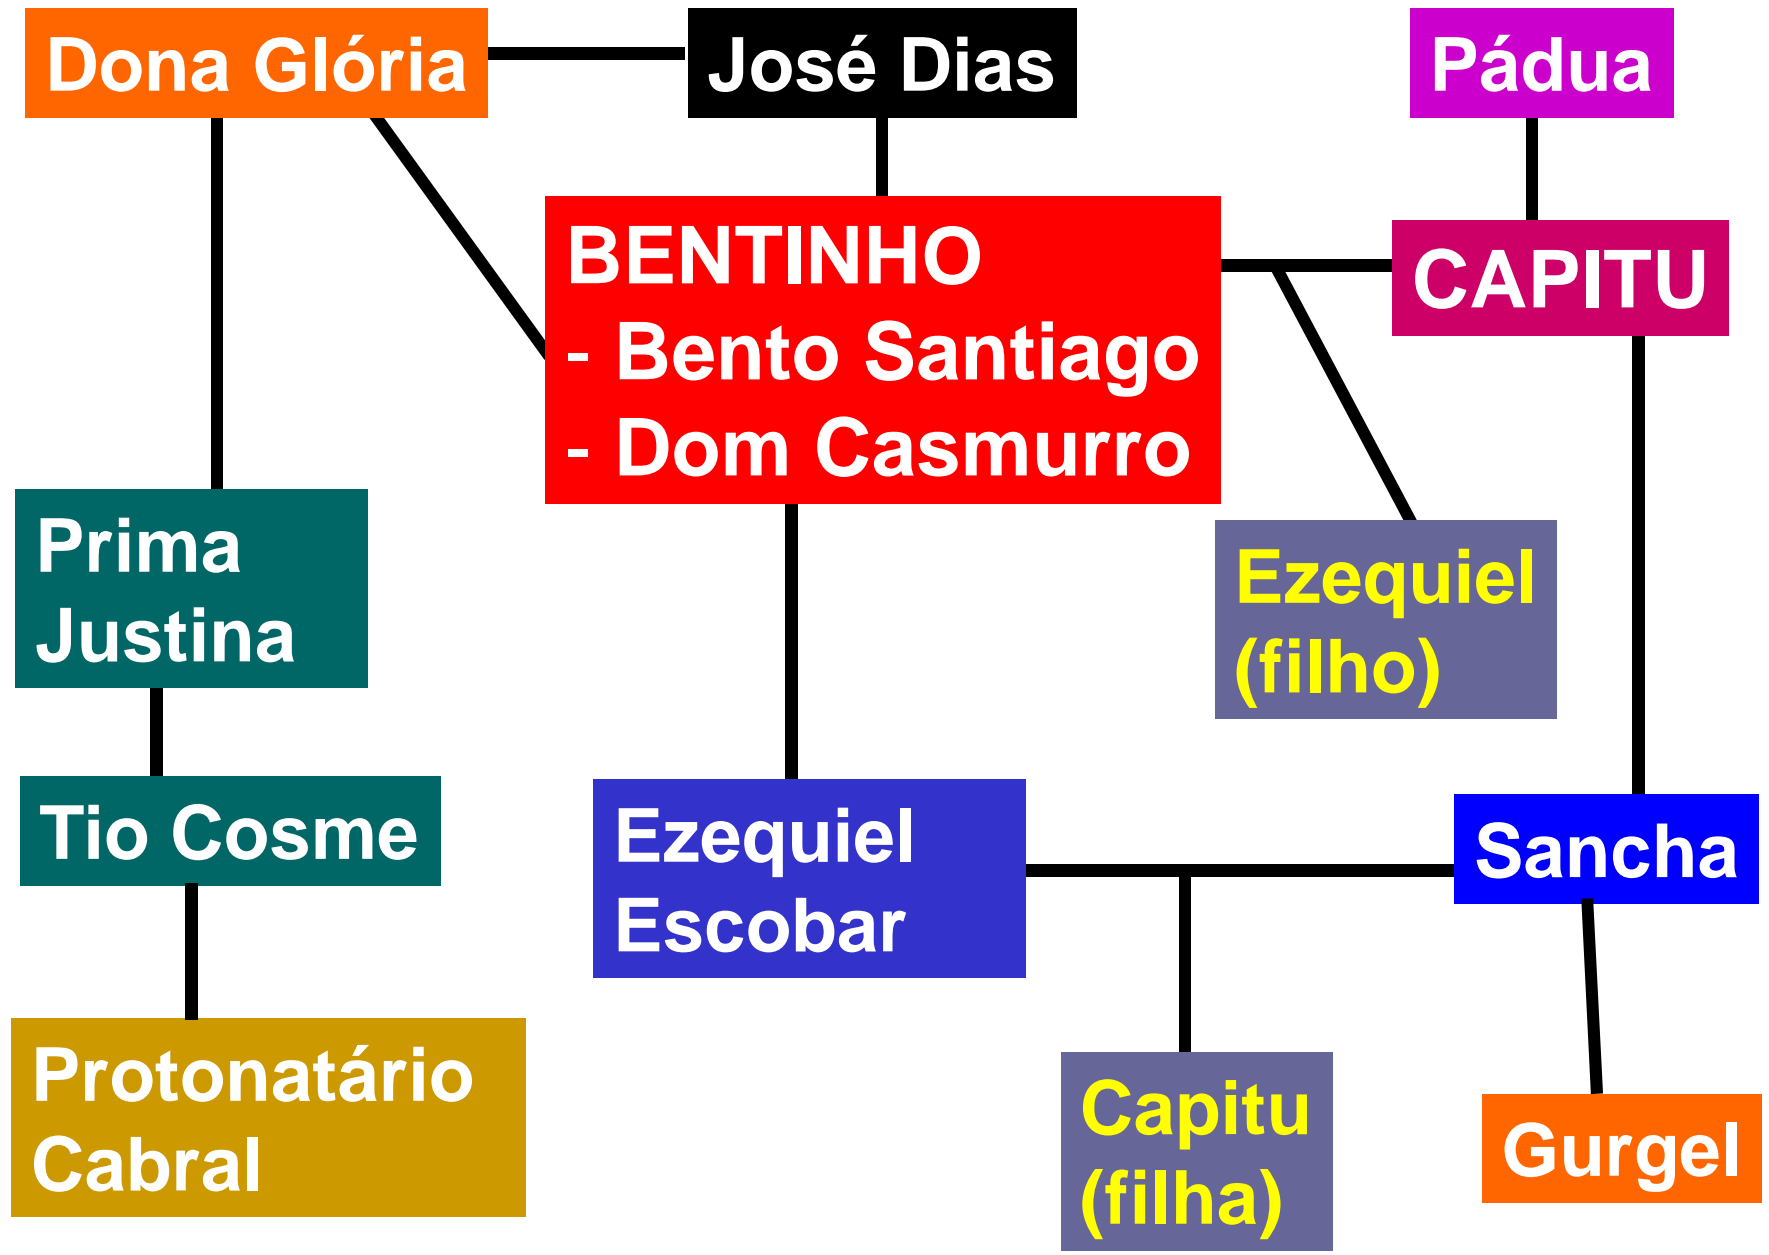 Dona Glória
José Dias
Pádua
BENTINHO
- Bento Santiago
- Dom Casmurro
CAPITU
Prima
Justina
Ezequiel
(filho)
Tio Cosme
Ezequiel
Escobar
Sancha
Protonatário
Cabral
Capitu
(filha)
Gurgel